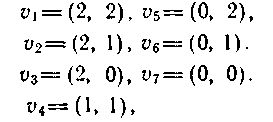 v₁=(2, 2), v₅=(0, 2),
v₂=(2, 1), v₆=(0, 1).
v₃=(2, 0), v₇=(0, 0).
v₄=(1, 1),